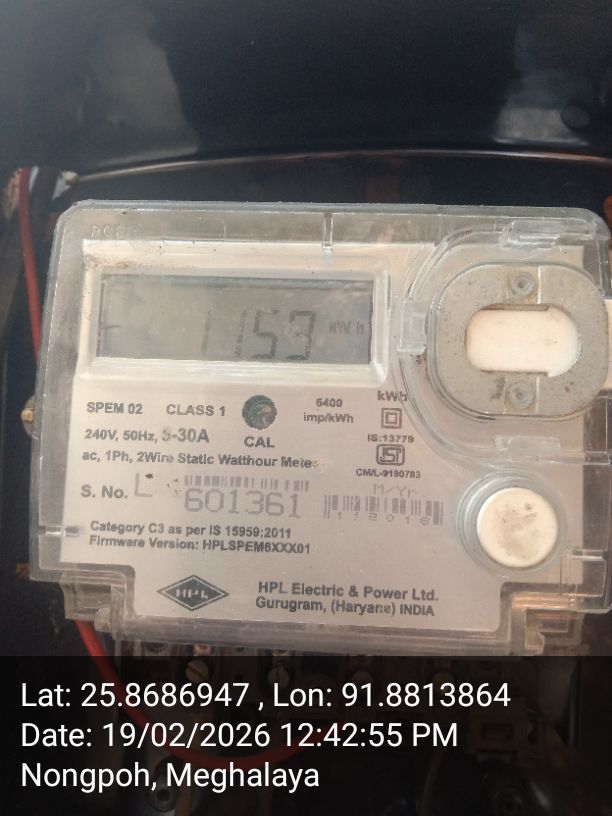 1153 kWh
SPEM 02 CLASS 1 6400 imp/kWh kWh
240V, 50Hz, 5-30A CAL IS:13779
ac, 1Ph, 2Wire Static Watthour Meter CM/L-9190783
S. No. L 601361 M/Yr.
112016
Category C3 as per IS 15959:2011
Firmware Version: HPLSPEM6XXX01
HPL HPL Electric & Power Ltd.
Gurugram, (Haryana) INDIA
Lat: 25.8686947 , Lon: 91.8813864
Date: 19/02/2026 12:42:55 PM
Nongpoh, Meghalaya